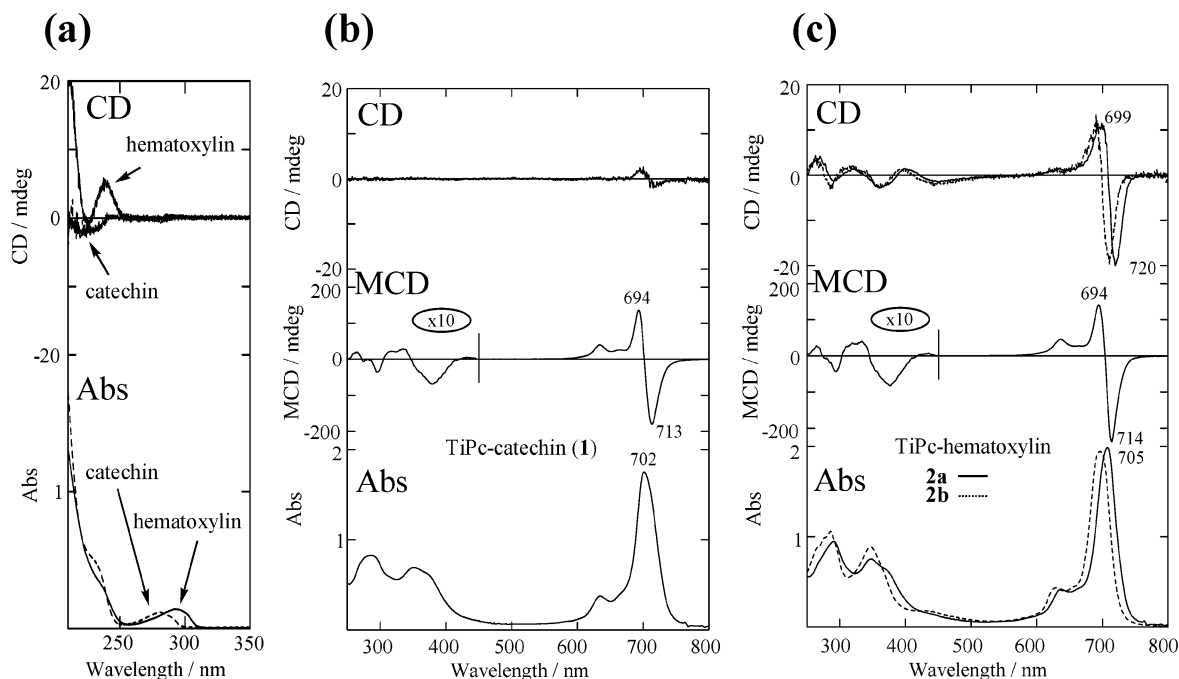 (a)
20
CD
hematoxylin
CD / mdeg
0
catechin
-20
Abs
Abs
1
catechin
hematoxylin
250
300
350
Wavelength / nm
(b)
20
CD
CD / mdeg
0
-20
200
MCD
694
x10
MCD / mdeg
0
-200
713
TiPc-catechin (1)
2
702
Abs
Abs
1
300
400
500
600
700
800
Wavelength / nm
(c)
20
CD
699
CD / mdeg
0
-20
720
200
MCD
694
x10
MCD / mdeg
0
-200
714
TiPc-hematoxylin
2
705
Abs
2a
2b
Abs
1
300
400
500
600
700
800
Wavelength / nm